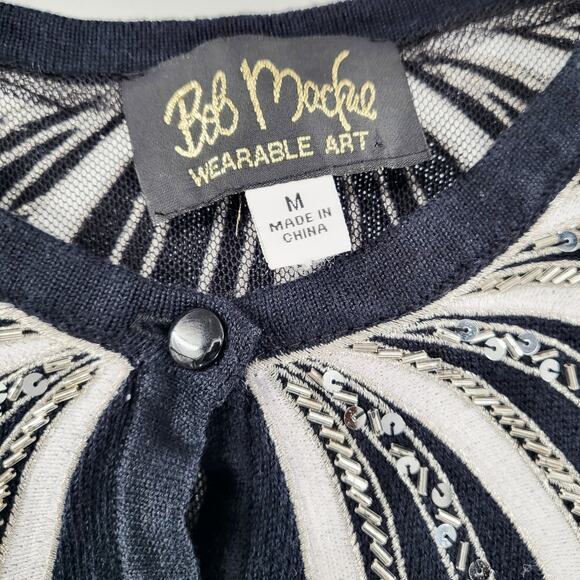 Bob Mackie
WEARABLE ART
M
MADE IN
CHINA